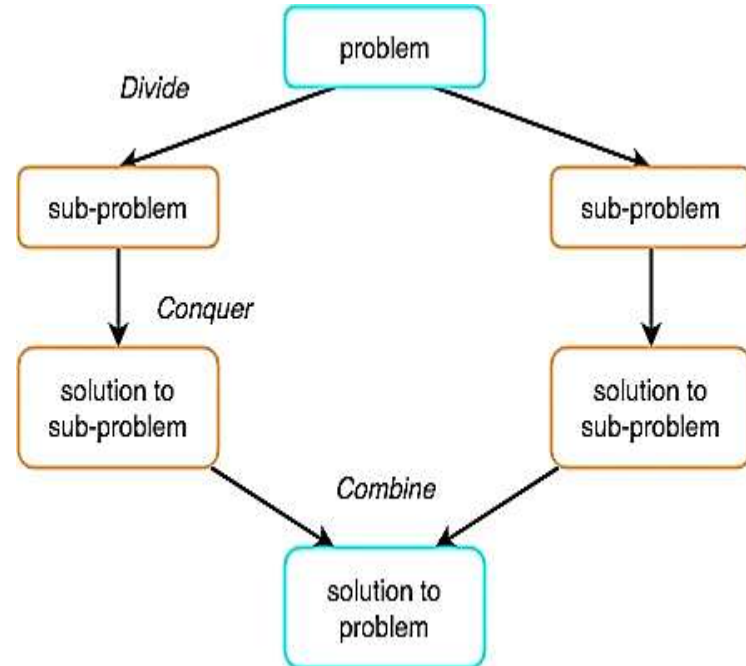 problem
Divide
sub-problem
sub-problem
Conquer
solution to
sub-problem
solution to
sub-problem
Combine
solution to
problem